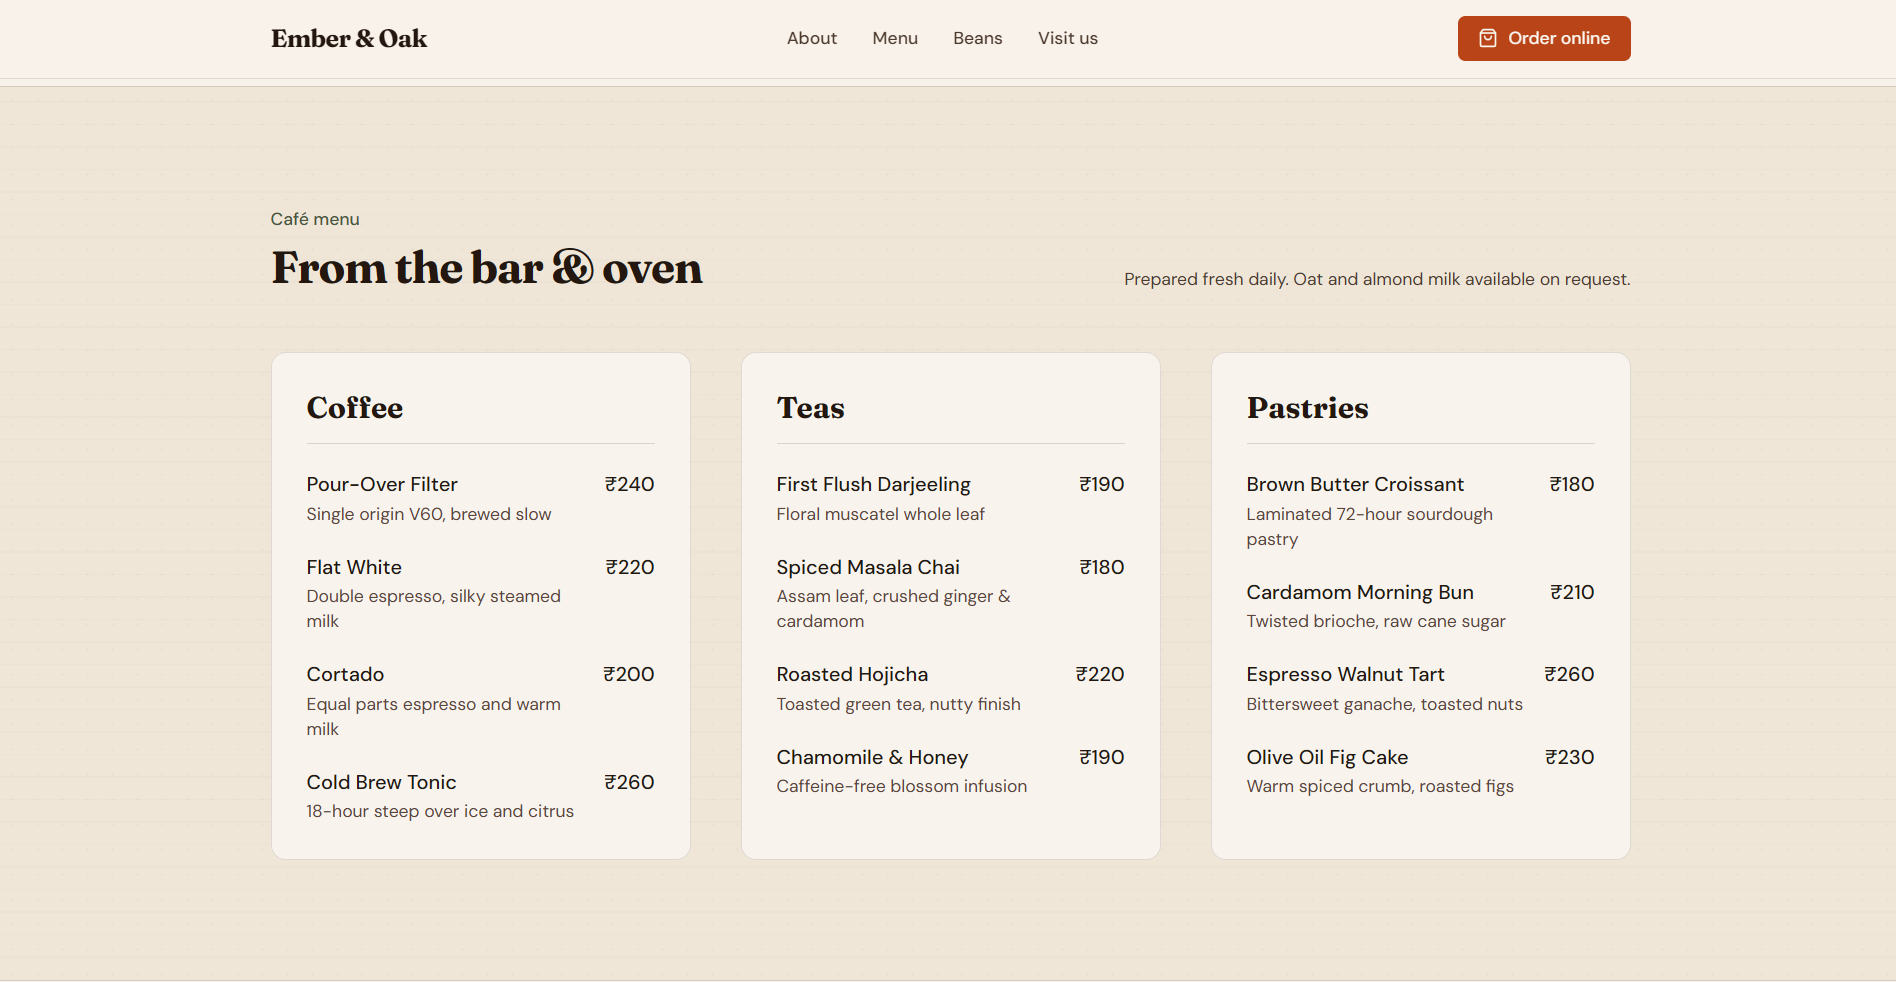 Ember & Oak
About
Menu
Beans
Visit us
Order online
Café menu
From the bar & oven
Prepared fresh daily. Oat and almond milk available on request.
Coffee
Pour-Over Filter ₹240
Single origin V60, brewed slow
Flat White ₹220
Double espresso, silky steamed
milk
Cortado ₹200
Equal parts espresso and warm
milk
Cold Brew Tonic ₹260
18-hour steep over ice and citrus
Teas
First Flush Darjeeling ₹190
Floral muscatel whole leaf
Spiced Masala Chai ₹180
Assam leaf, crushed ginger &
cardamom
Roasted Hojicha ₹220
Toasted green tea, nutty finish
Chamomile & Honey ₹190
Caffeine-free blossom infusion
Pastries
Brown Butter Croissant ₹180
Laminated 72-hour sourdough
pastry
Cardamom Morning Bun ₹210
Twisted brioche, raw cane sugar
Espresso Walnut Tart ₹260
Bittersweet ganache, toasted nuts
Olive Oil Fig Cake ₹230
Warm spiced crumb, roasted figs